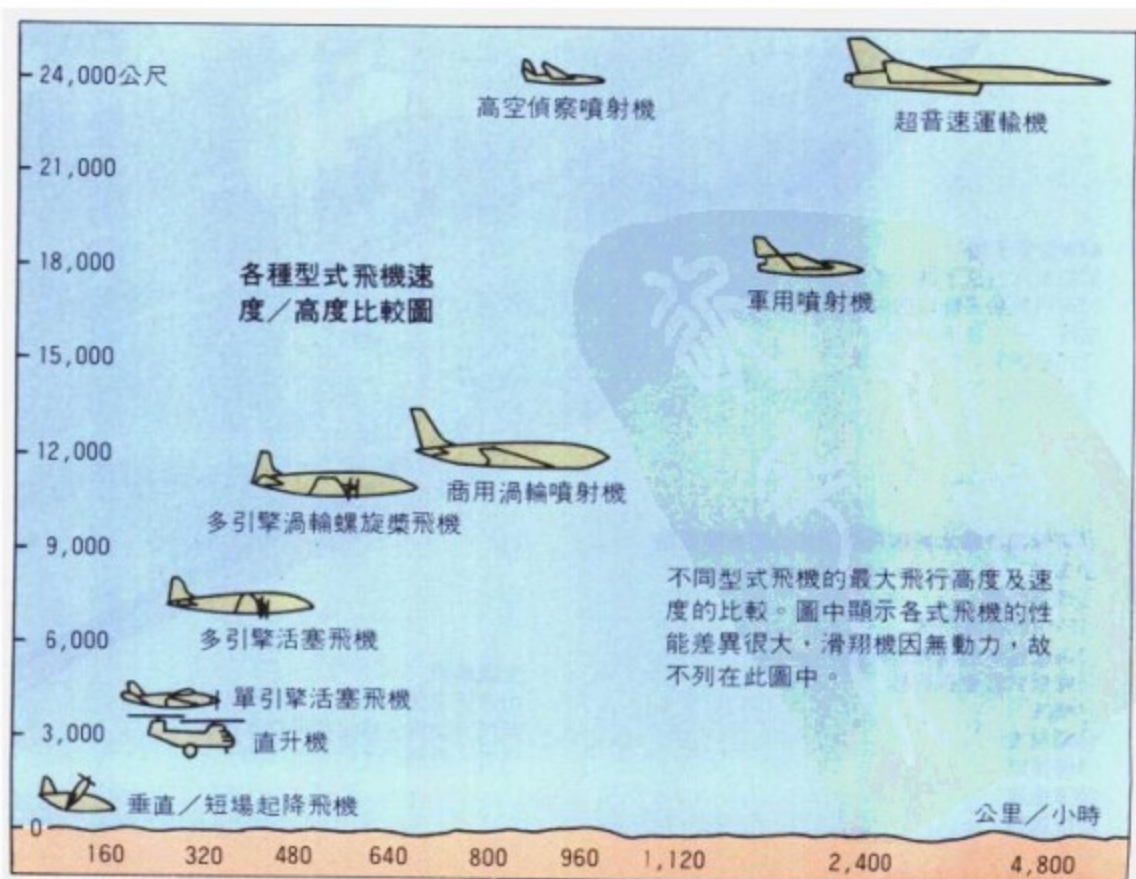 24,000公尺
高空偵察噴射機
超音速運輸機
21,000
18,000
各種型式飛機速
度／高度比較圖
軍用噴射機
15,000
12,000
商用渦輪噴射機
多引擎渦輪螺旋槳飛機
9,000
不同型式飛機的最大飛行高度及速
度的比較。圖中顯示各式飛機的性
能差異很大，滑翔機因無動力，故
不列在此圖中。
多引擎活塞飛機
6,000
單引擎活塞飛機
3,000
直升機
垂直／短場起降飛機
公里／小時
0
160 320 480 640 800 960 1,120 2,400 4,800